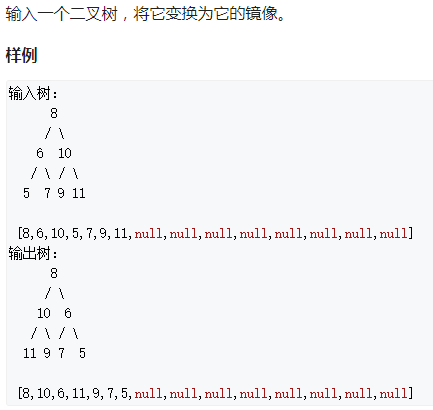 输入一个二叉树，将它变换为它的镜像。
样例
输入树：
8
/ \
6 10
/ \ / \
5 7 9 11
[8,6,10,5,7,9,11,null,null,null,null,null,null,null,null]
输出树：
8
/ \
10 6
/ \ / \
11 9 7 5
[8,10,6,11,9,7,5,null,null,null,null,null,null,null,null]